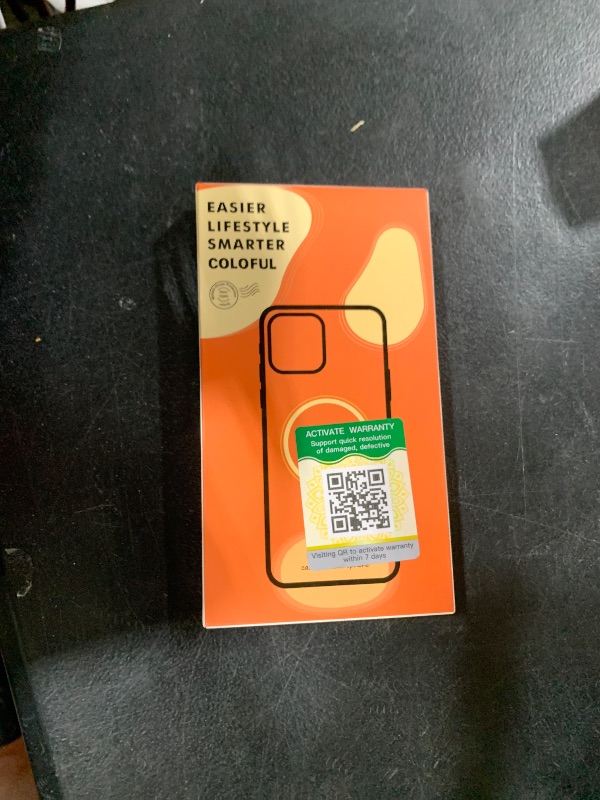 EASIER
LIFESTYLE
SMARTER
COLOFUL
ACTIVATE WARRANTY
Support quick resolution
of damaged, defective
Visiting QR to activate warranty
within 7 days